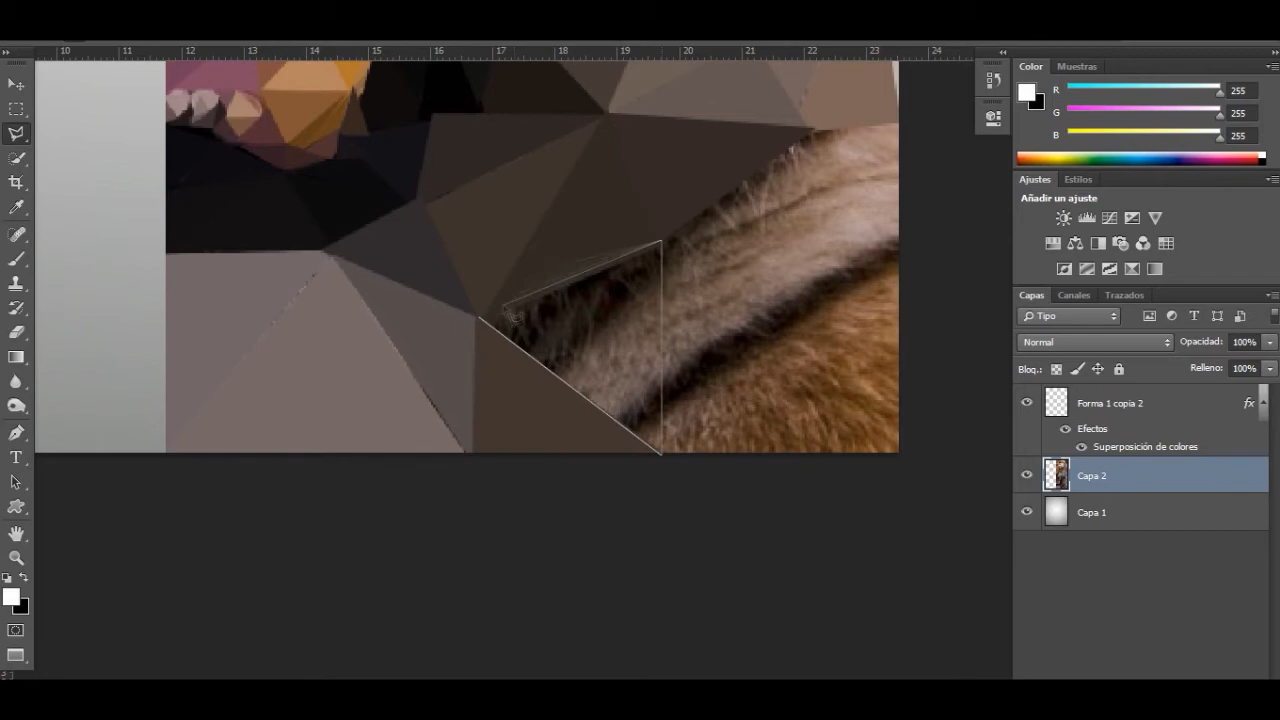 10 11 12 13 14 15 16 17 18 19 20 21 22 23 24
Color Muestras
R 255
G 255
B 255
Ajustes Estilos
Añadir un ajuste
Capas Canales Trazados
Tipo
Normal Opacidad: 100%
Bloq.: Relleno: 100%
Forma 1 copia 2 fx
Efectos
Superposición de colores
Capa 2
Capa 1
T